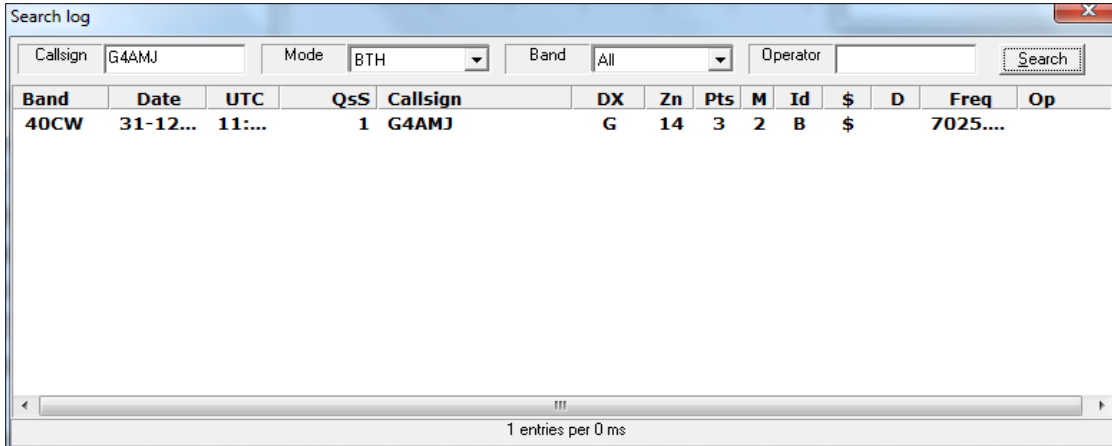 Search log
Callsign G4AMJ Mode BTH Band All Operator Search
Band Date UTC QsS Callsign DX Zn Pts M Id $ D Freq Op
40CW 31-12... 11:... 1 G4AMJ G 14 3 2 B $ 7025....
1 entries per 0 ms